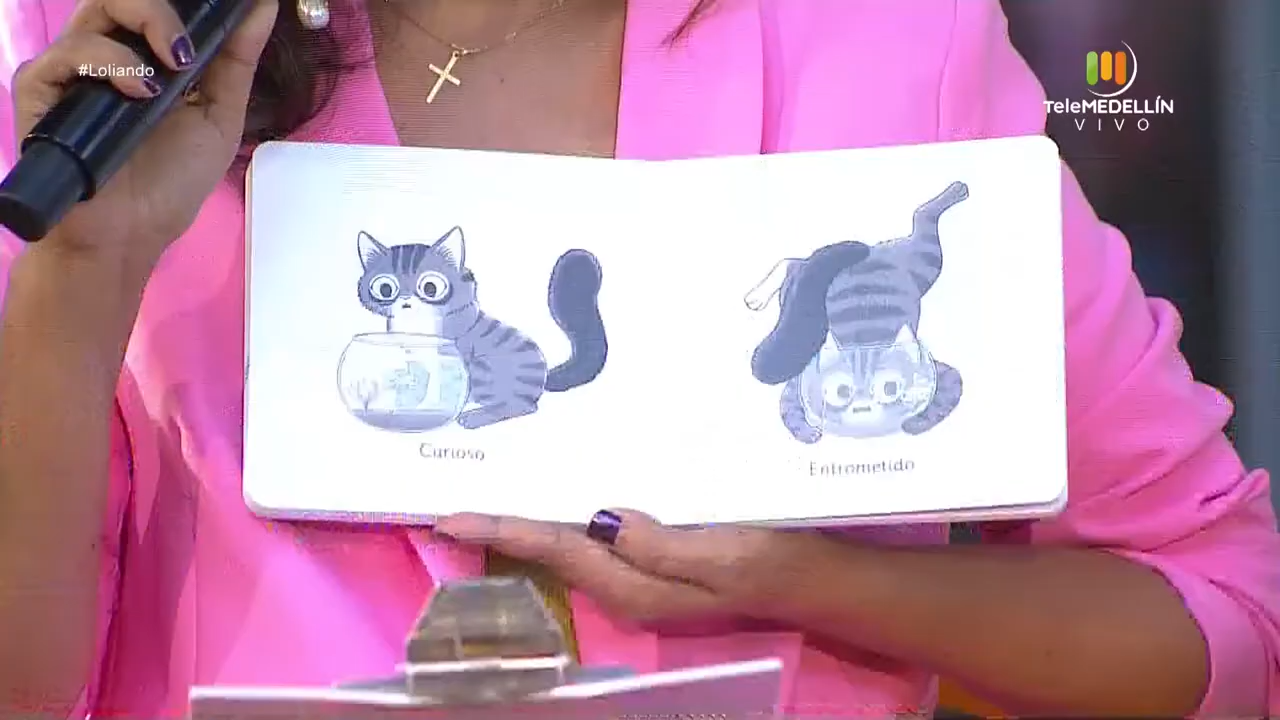 #Loliando
TeleMEDELLÍN
VIVO
Curioso
Entrometido